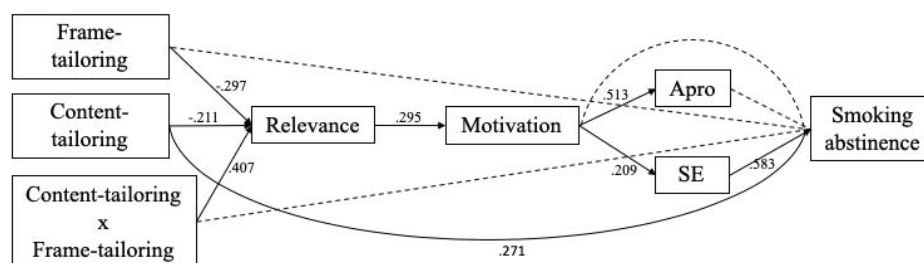 Frame-
tailoring
-.297
Content-
tailoring
-.211
Relevance
.295
Motivation
.513
Apro
Smoking
abstinence
.407
.209
SE
.583
Content-tailoring
x
Frame-tailoring
.271